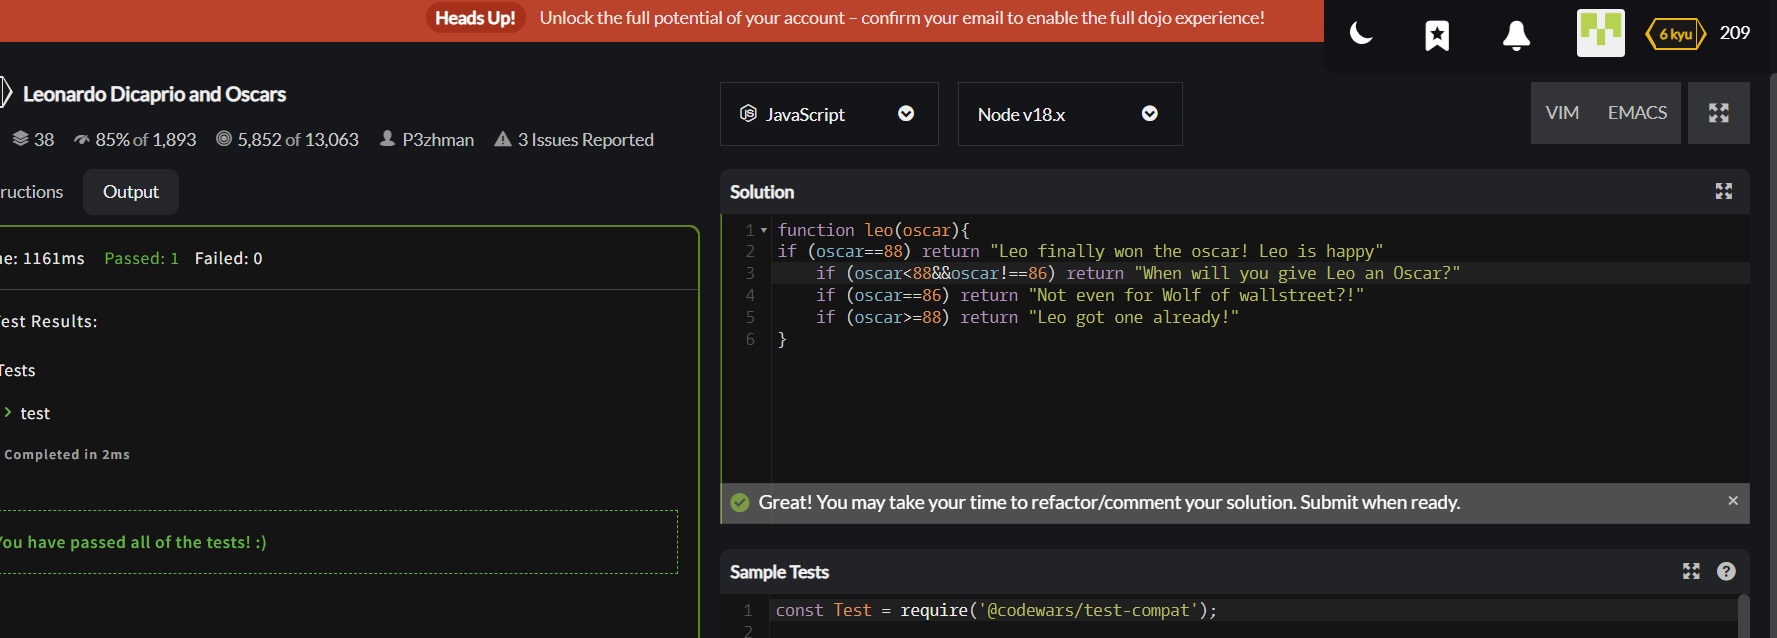 Heads Up! Unlock the full potential of your account – confirm your email to enable the full dojo experience!
6 kyu 209
Leonardo Dicaprio and Oscars
38 85% of 1,893 5,852 of 13,063 P3zhman 3 Issues Reported
ructions Output
ne: 1161ms Passed: 1 Failed: 0
est Results:
Tests
test
Completed in 2ms
You have passed all of the tests! :)
JavaScript Node v18.x VIM EMACS
Solution
1 function leo(oscar){
2 if (oscar==88) return "Leo finally won the oscar! Leo is happy"
3 if (oscar<88&&oscar!==86) return "When will you give Leo an Oscar?"
4 if (oscar==86) return "Not even for Wolf of wallstreet?!"
5 if (oscar>=88) return "Leo got one already!"
6 }
Great! You may take your time to refactor/comment your solution. Submit when ready.
Sample Tests
1 const Test = require('@codewars/test-compat');
2